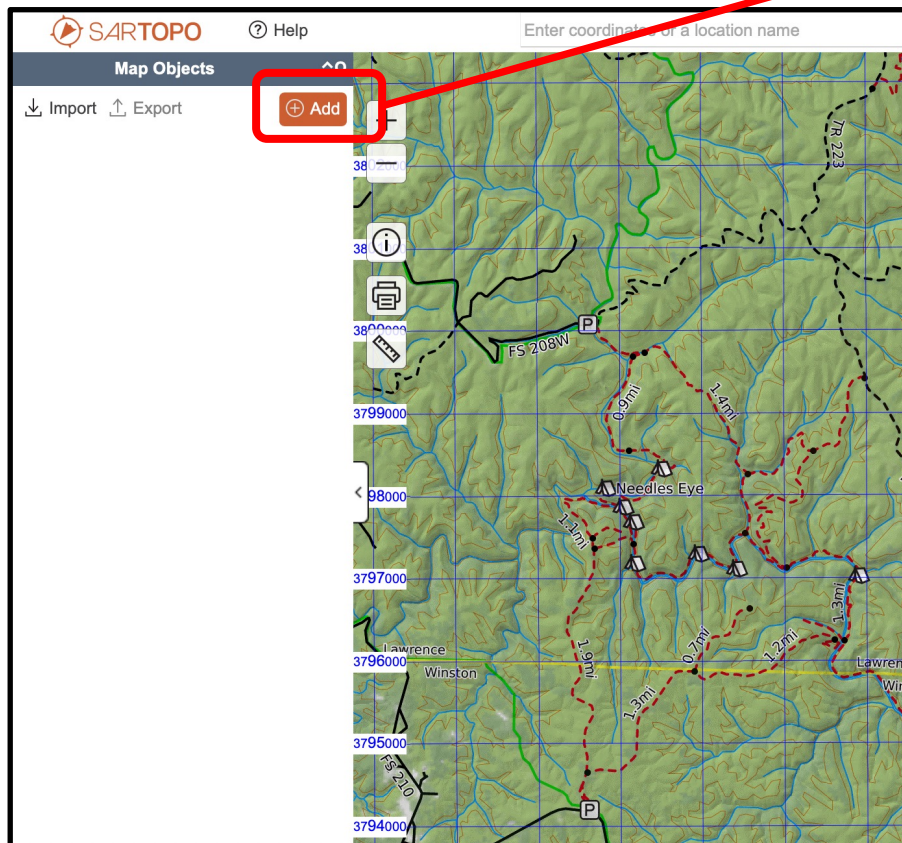 SARTOPO
Help
Enter coordinates or a location name
Map Objects
Import Export
Add
TR 223
P
FS 208W
0.9mi
1.4mi
3799000
98000
Needles Eye
1.1mi
3797000
1.3mi
1.9mi
0.7mi
1.2mi
Lawrence
3796000
Winston
Lawren
Win
1.3mi
3795000
FS 210
P
3794000